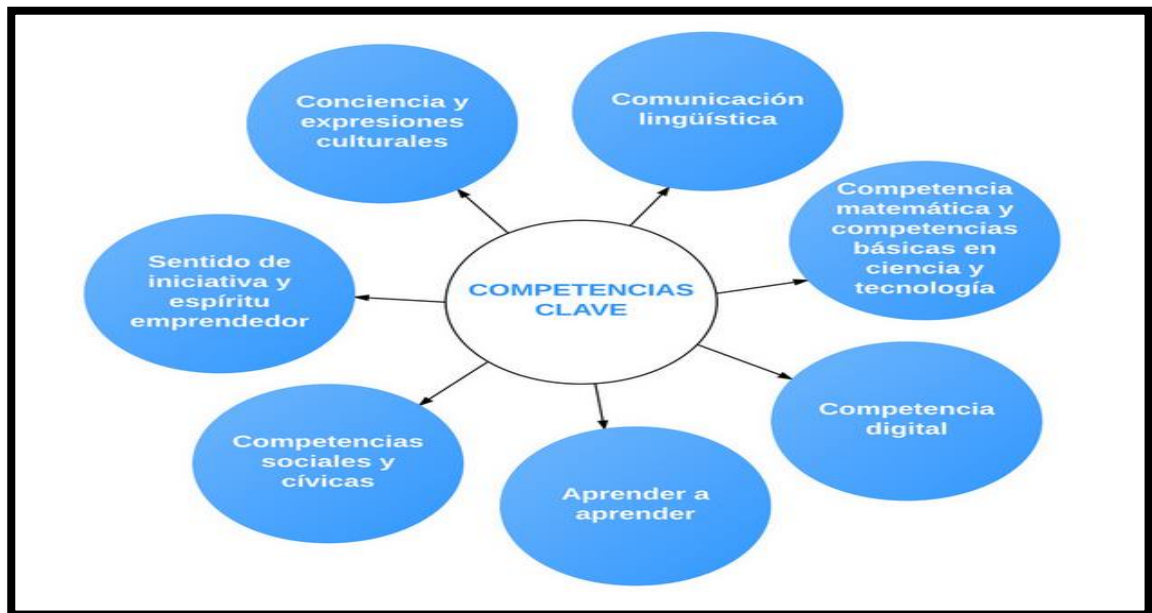 Conciencia y
expresiones
culturales
Comunicación
lingüística
Competencia
matemática y
competencias
básicas en
ciencia y
tecnología
Sentido de
iniciativa y
espíritu
emprendedor
COMPETENCIAS
CLAVE
Competencia
digital
Competencias
sociales y
cívicas
Aprender a
aprender